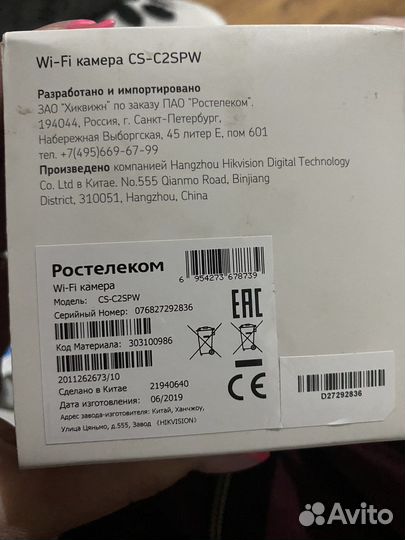 Wi-Fi камера CS-C2SPW
Разработано и импортировано
ЗАО "Хиквижн" по заказу ПАО "Ростелеком".
194044, Россия, г. Санкт-Петербург,
Набережная Выборгская, 45 литер Е, пом 601
тел. +7(495)669-67-99
Произведено компанией Hangzhou Hikvision Digital Technology
Co. Ltd в Китае. No.555 Qianmo Road, Binjiang
District, 310051, Hangzhou, China
Ростелеком
Wi-Fi камера
Модель: CS-C2SPW
Серийный Номер: 076827292836
Код Материала: 303100986
2011262673/10
Сделано в Китае 21940640
Дата изготовления: 06/2019
Адрес завода-изготовителя: Китай, Ханчжоу,
Улица Цяньмо, д.555, Завод (HIKVISION)
6 954273 678739
EAC
CE
D27292836
Avito